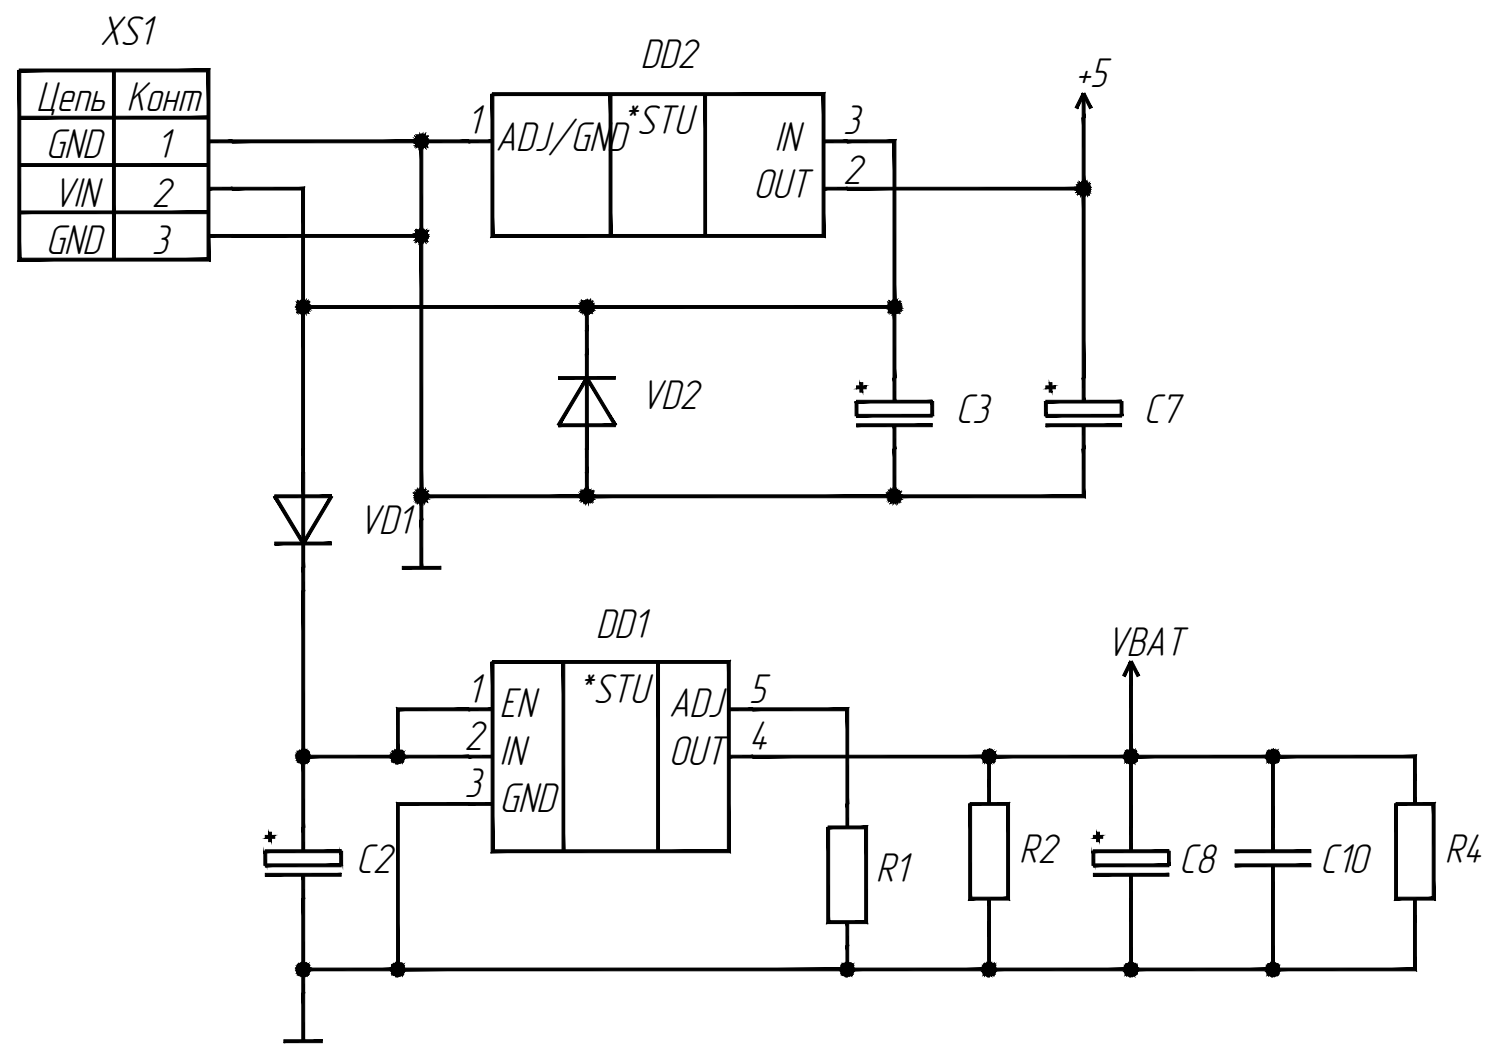 XS1
Цепь Конт
GND 1
VIN 2
GND 3
DD2
1 ADJ/GND *STU IN 3
OUT 2
+5
+ C3
+ C7
VD2
VD1
DD1
1 EN *STU ADJ 5
2 IN OUT 4
3 GND
VBAT
+ C2
R1
R2
+ C8
C10
R4